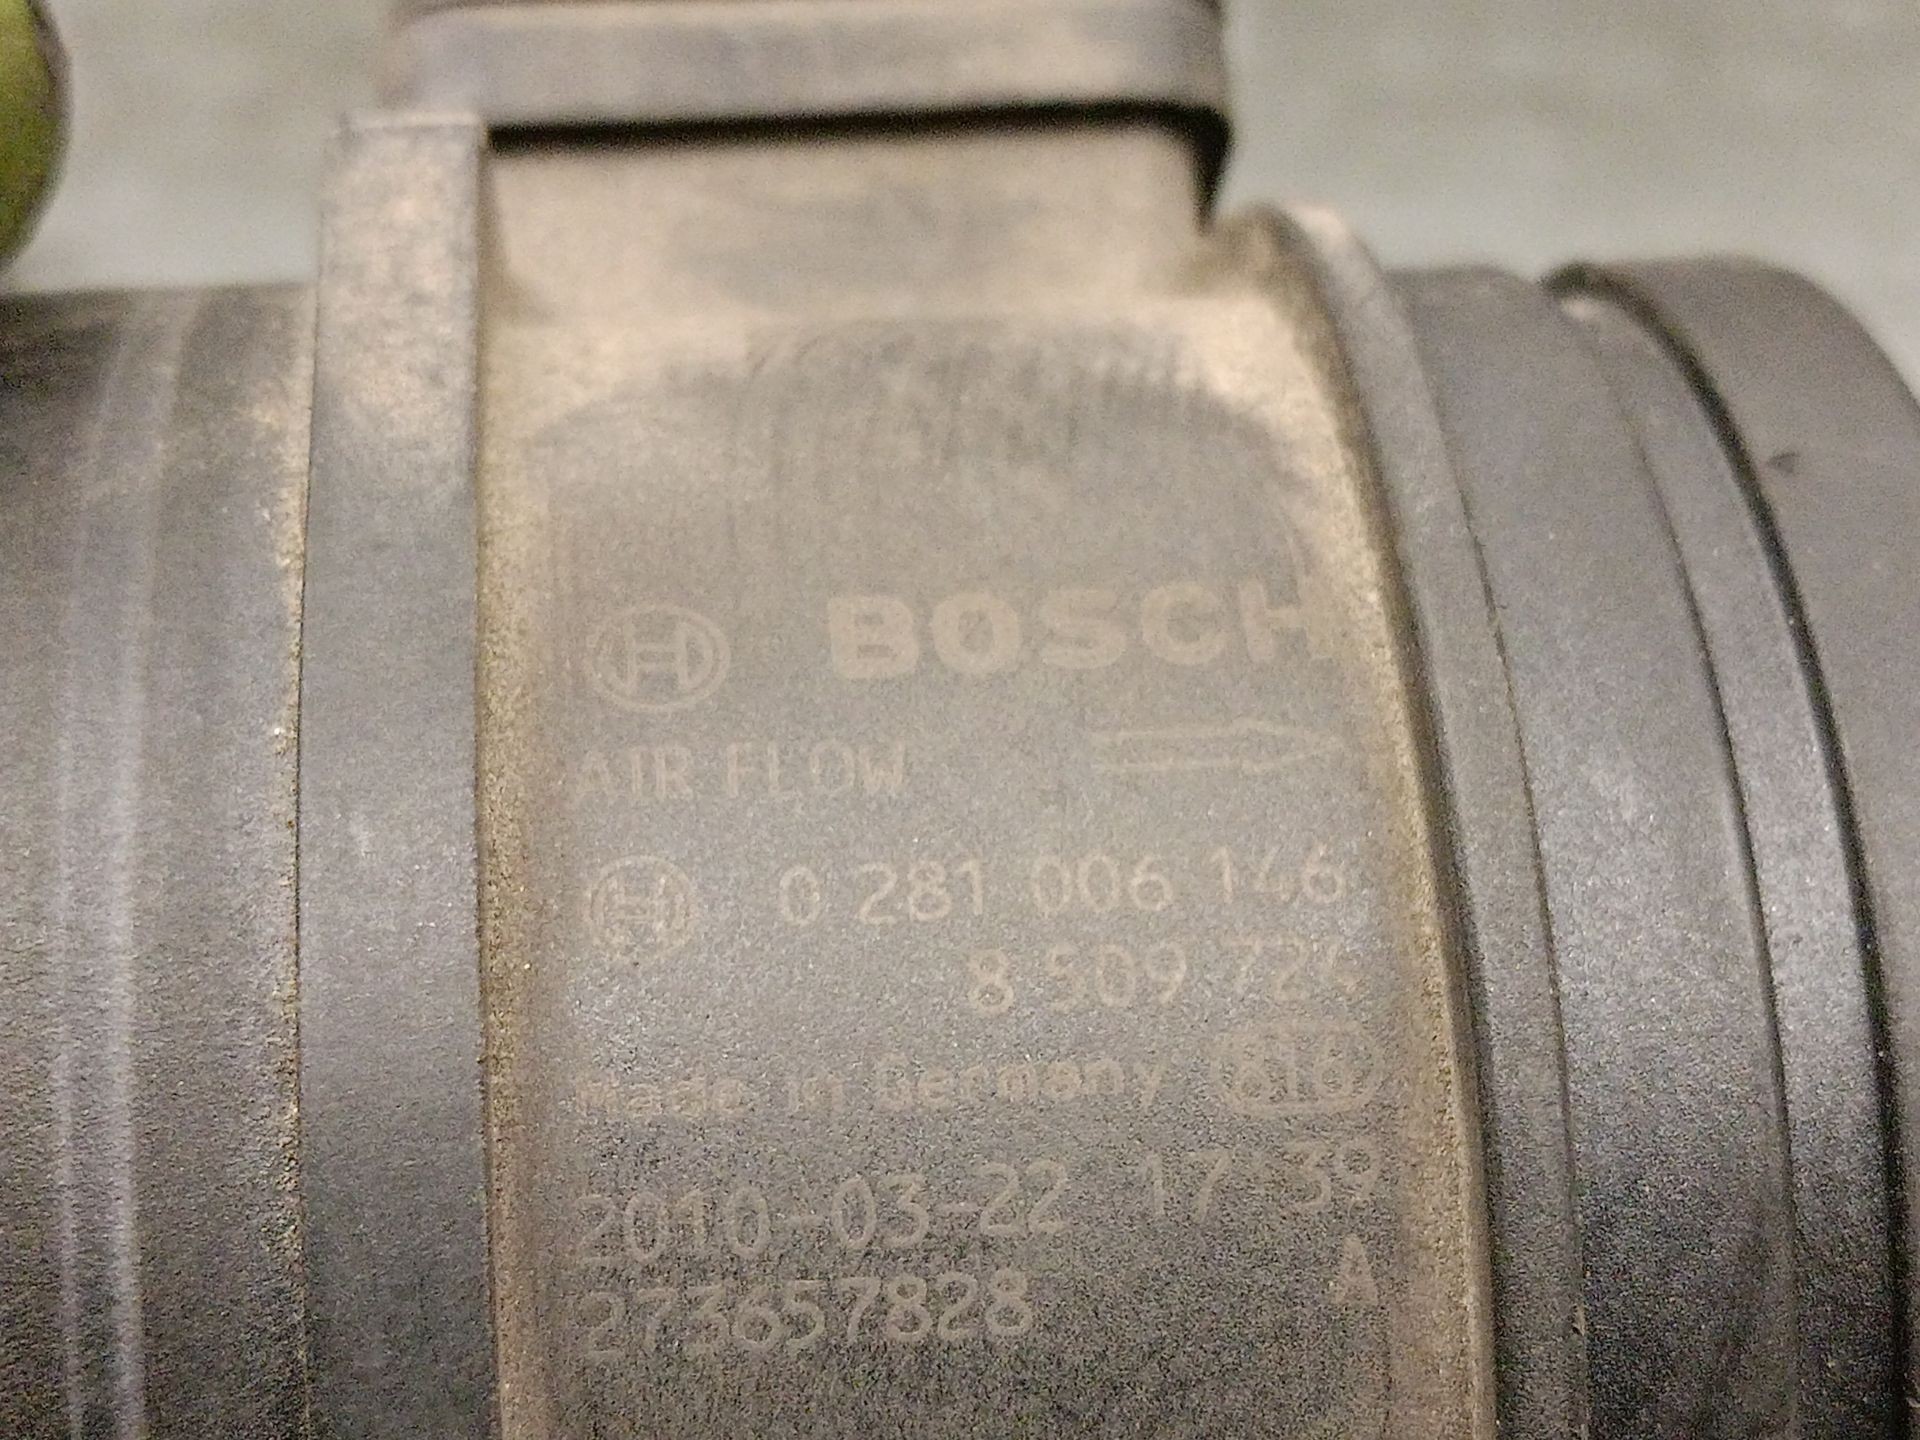 BOSCH
AIR FLOW
0 281 006 146
8 509 724
Made in Germany 816
2010-03-22 17:39
273657828 A